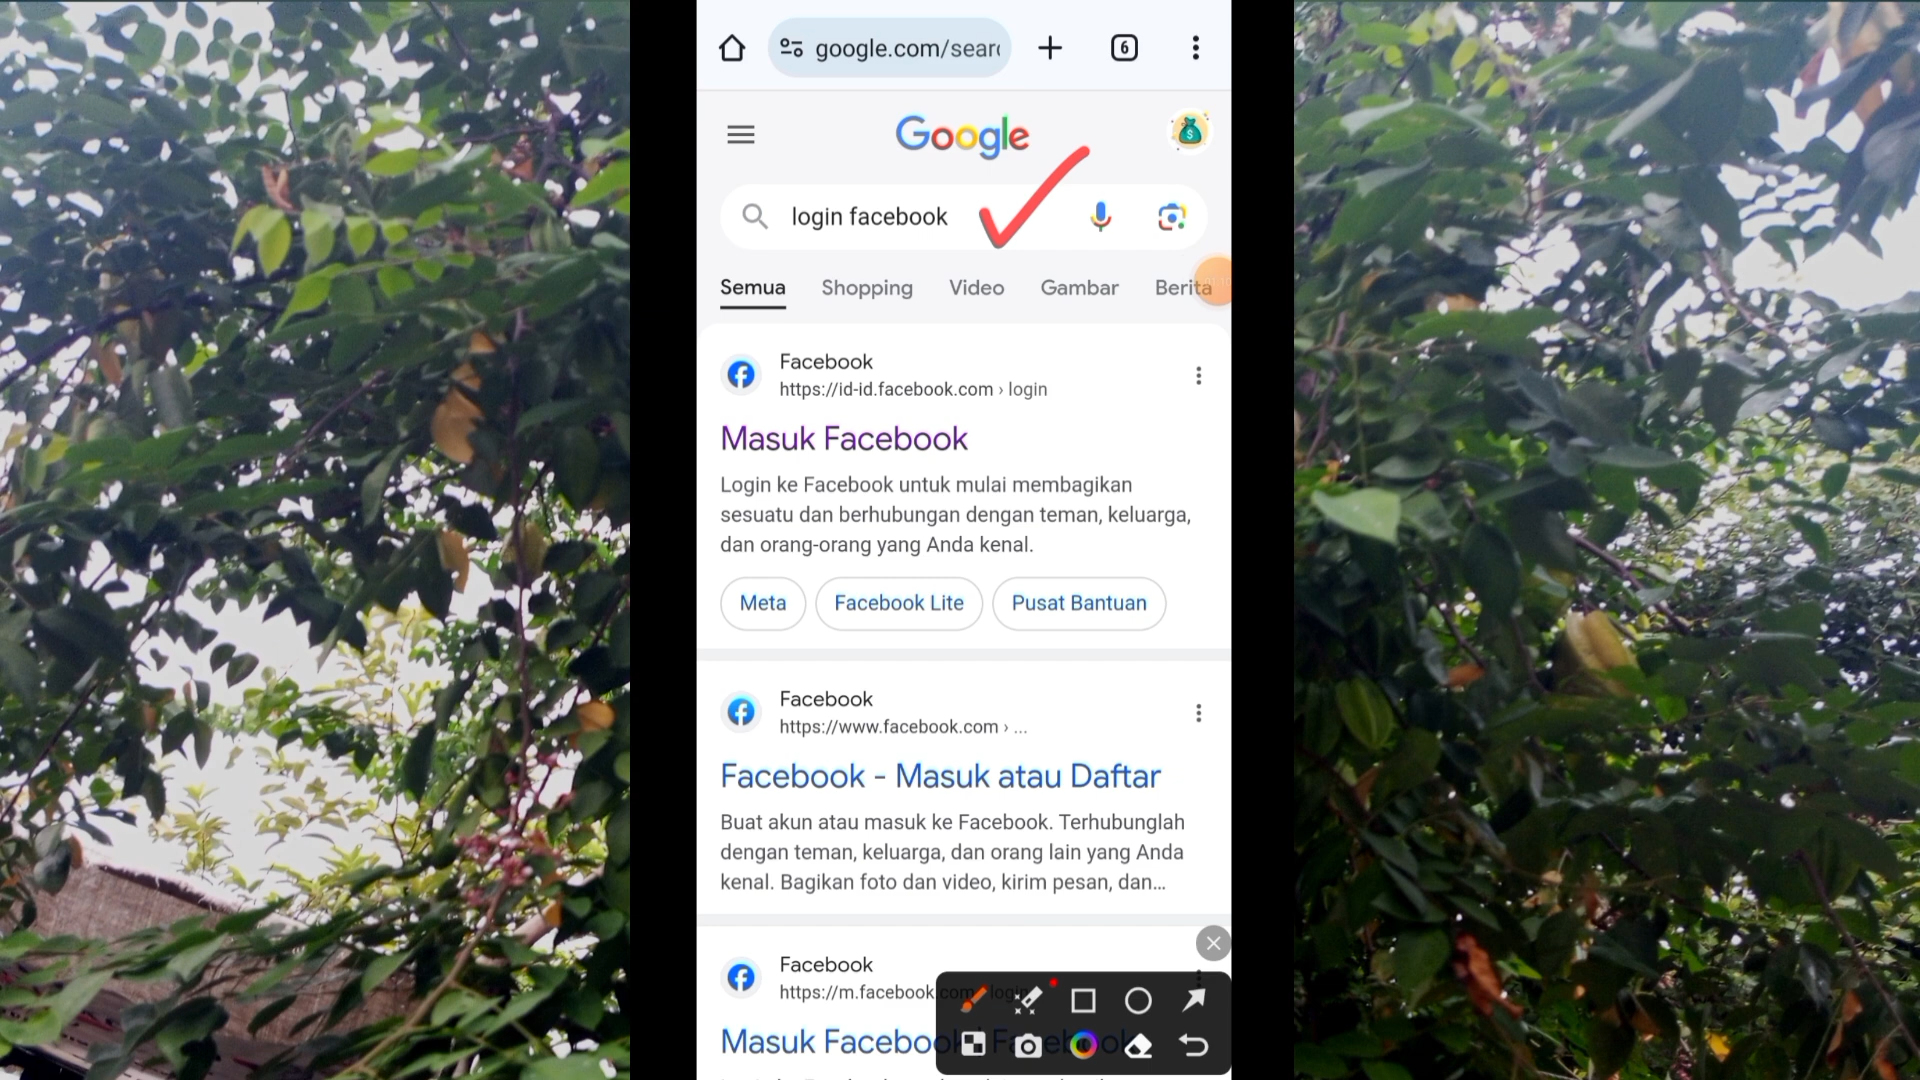 google.com/sear
6
Google
login facebook
Semua Shopping Video Gambar Berita
Facebook
https://id-id.facebook.com › login
Masuk Facebook
Login ke Facebook untuk mulai membagikan
sesuatu dan berhubungan dengan teman, keluarga,
dan orang-orang yang Anda kenal.
Meta Facebook Lite Pusat Bantuan
Facebook
https://www.facebook.com › ...
Facebook - Masuk atau Daftar
Buat akun atau masuk ke Facebook. Terhubunglah
dengan teman, keluarga, dan orang lain yang Anda
kenal. Bagikan foto dan video, kirim pesan, dan...
Facebook
https://m.facebook.com › login
Masuk Facebook | Facebook